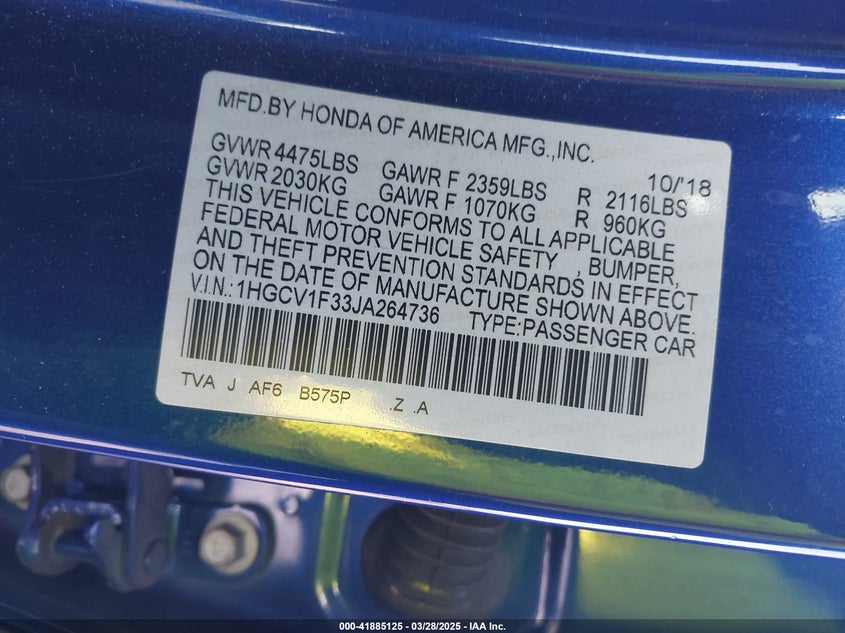 MFD.BY HONDA OF AMERICA MFG.,INC.
10/'18
GVWR 4475LBS GAWR F 2359LBS R 2116LBS
GVWR 2030KG GAWR F 1070KG R 960KG
THIS VEHICLE CONFORMS TO ALL APPLICABLE
FEDERAL MOTOR VEHICLE SAFETY , BUMPER,
AND THEFT PREVENTION STANDARDS IN EFFECT
ON THE DATE OF MANUFACTURE SHOWN ABOVE.
V.I.N.: 1HGCV1F33JA264736 TYPE:PASSENGER CAR
TVA J AF6 B575P .Z .A
000-41885125 - 03/28/2025 - IAA Inc.